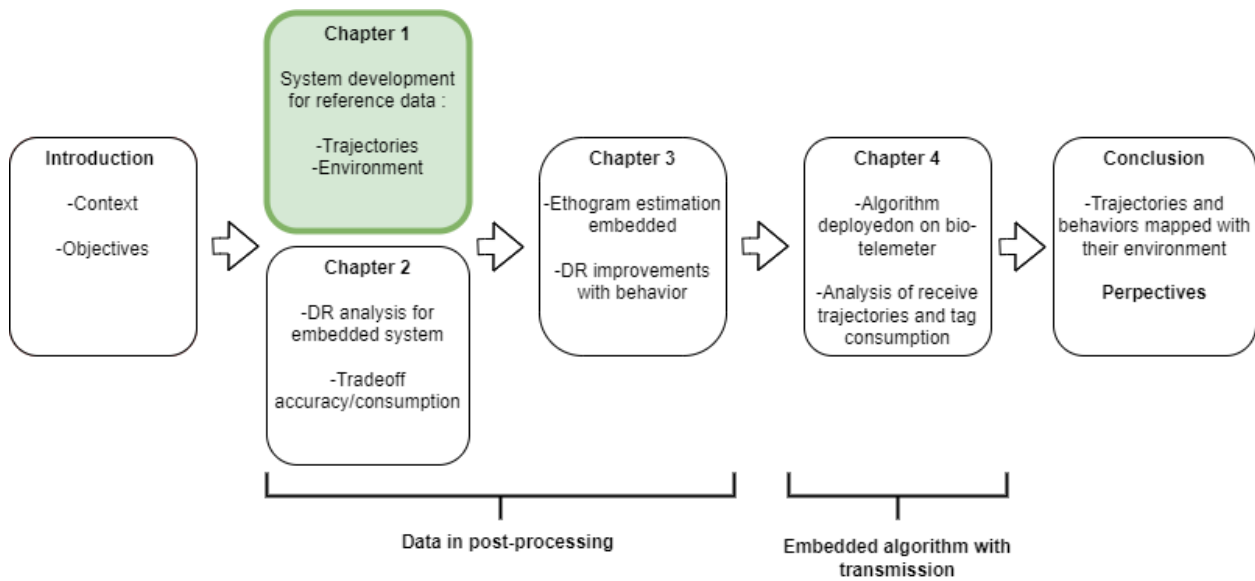 Introduction
-Context
-Objectives
Chapter 1
System development
for reference data :
-Trajectories
-Environment
Chapter 2
-DR analysis for
embedded system
-Tradeoff
accuracy/consumption
Chapter 3
-Ethogram estimation
embedded
-DR improvements
with behavior
Chapter 4
-Algorithm
deployedon on bio-
telemeter
-Analysis of receive
trajectories and tag
consumption
Conclusion
-Trajectories and
behaviors mapped with
their environment
Perpectives
Data in post-processing
Embedded algorithm with
transmission